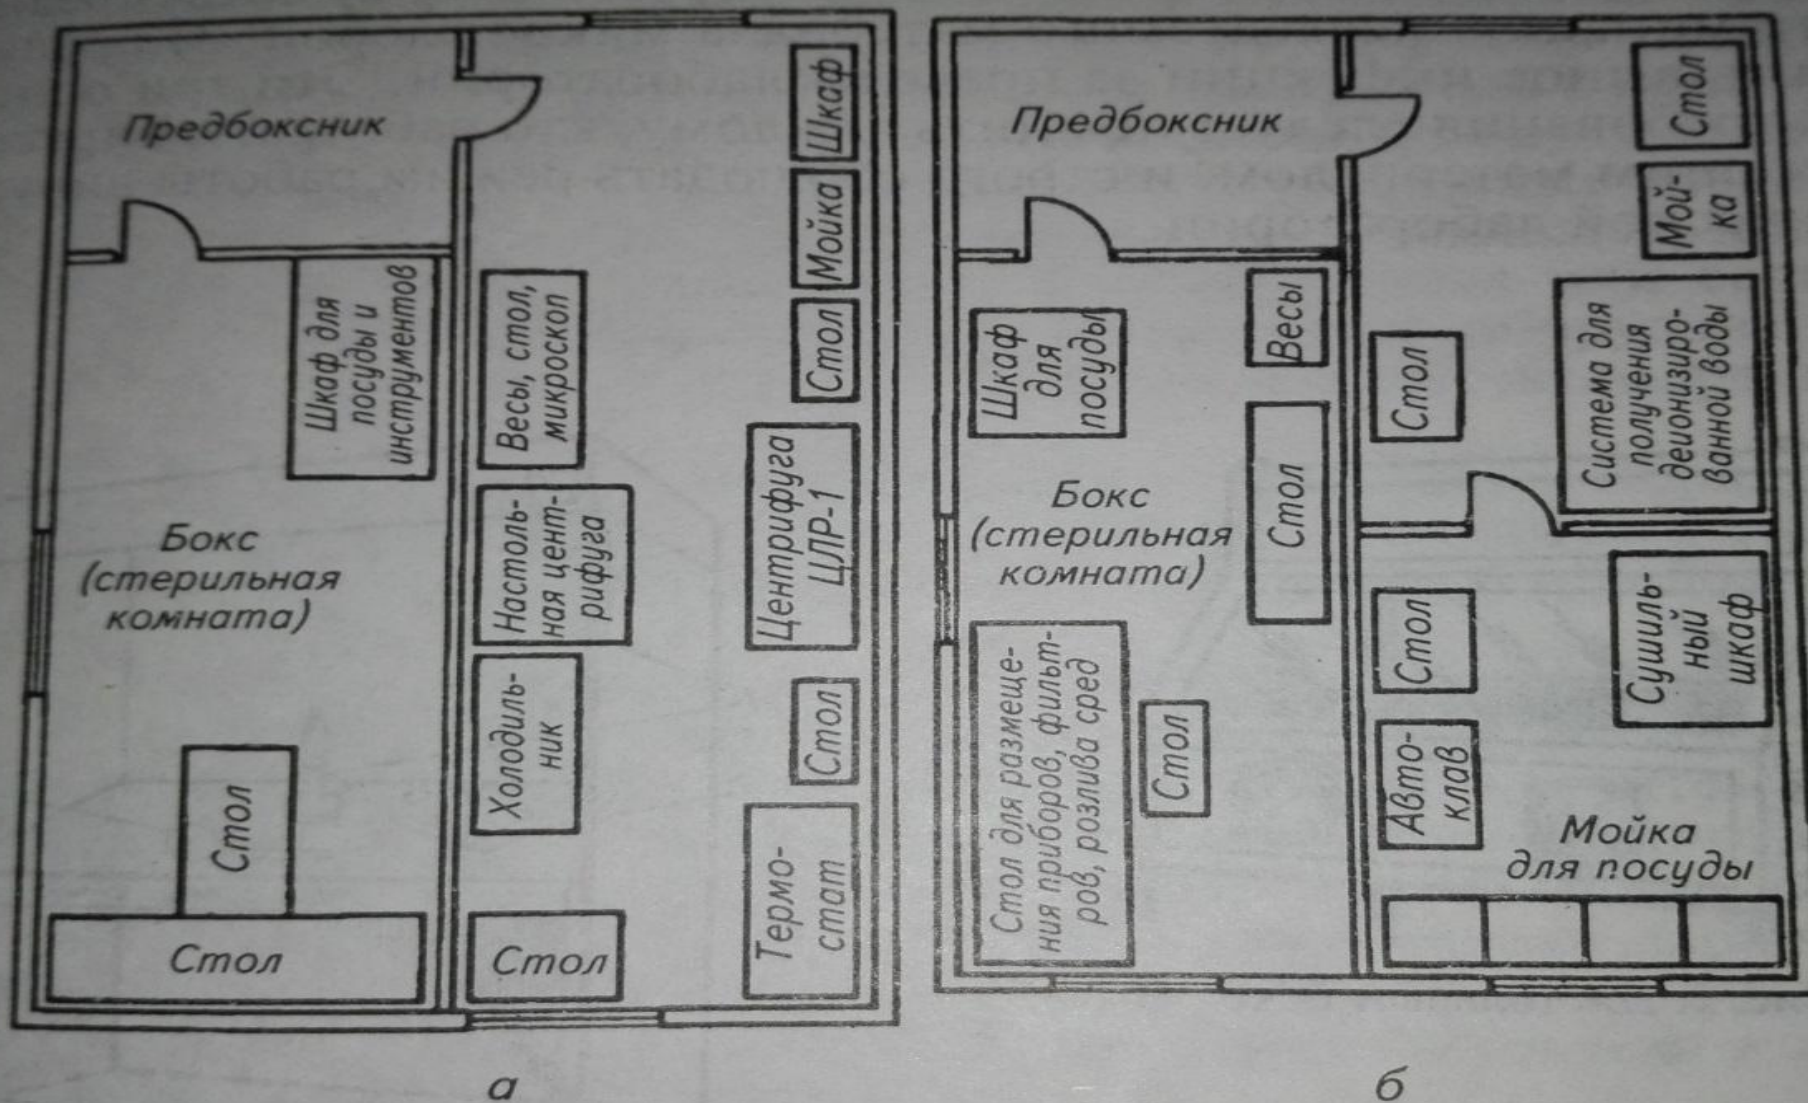 Предбоксник
Шкаф для
посуды и
инструментов
Бокс
(стерильная
комната)
Стол
Стол
Весы, стол,
микроскоп
Настоль-
ная цент-
рифуга
Холодиль-
ник
Стол
Шкаф
Мойка
Стол
Центрифуга
ЦЛР-1
Стол
Термо-
стат
а
Предбоксник
Шкаф
для
посуды
Весы
Бокс
(стерильная
комната)
Стол
Стол для размеще-
ния приборов, фильт-
ров, розлива сред
Стол
Стол
Мой-
ка
Стол
Система для
получения
деионизиро-
ванной воды
Стол
Сушиль-
ный
шкаф
Авто-
клав
Мойка
для посуды
б